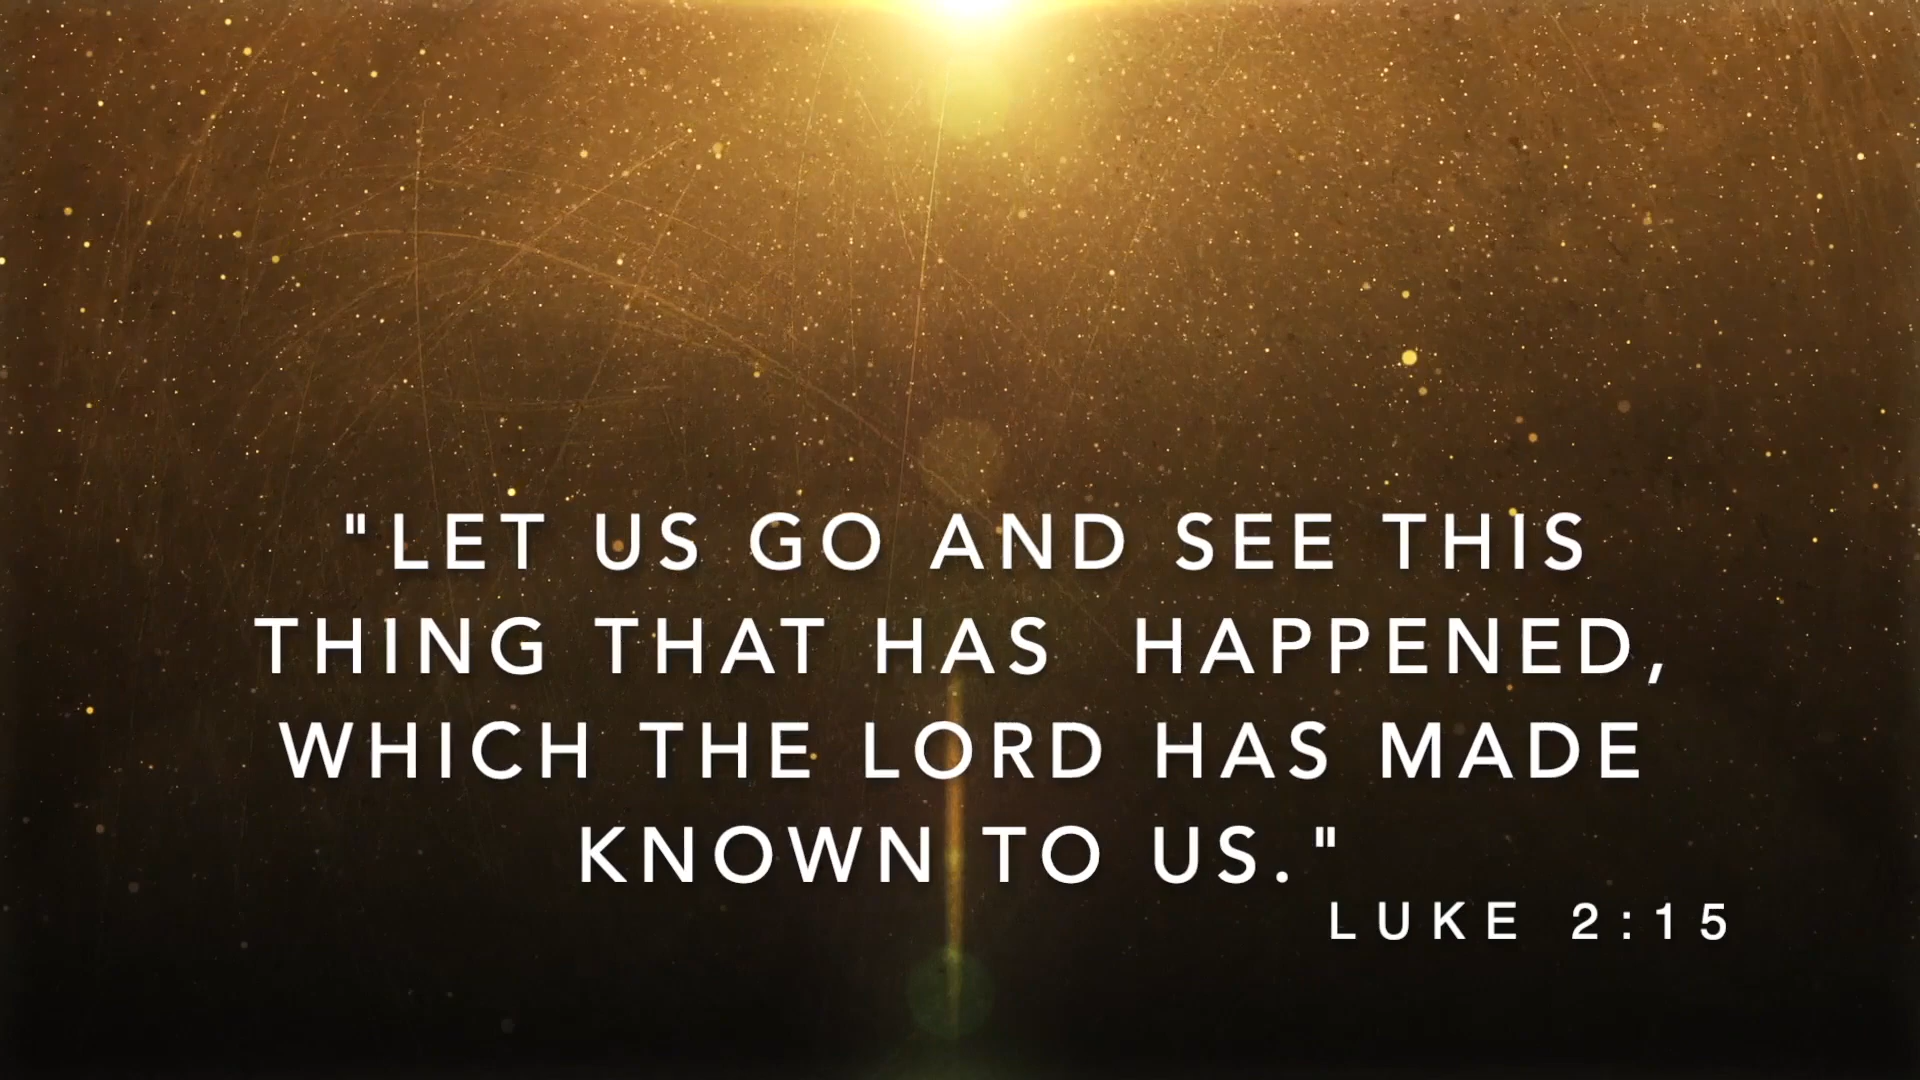 "LET US GO AND SEE THIS
THING THAT HAS  HAPPENED,
WHICH THE LORD HAS MADE
KNOWN TO US."
LUKE 2:15